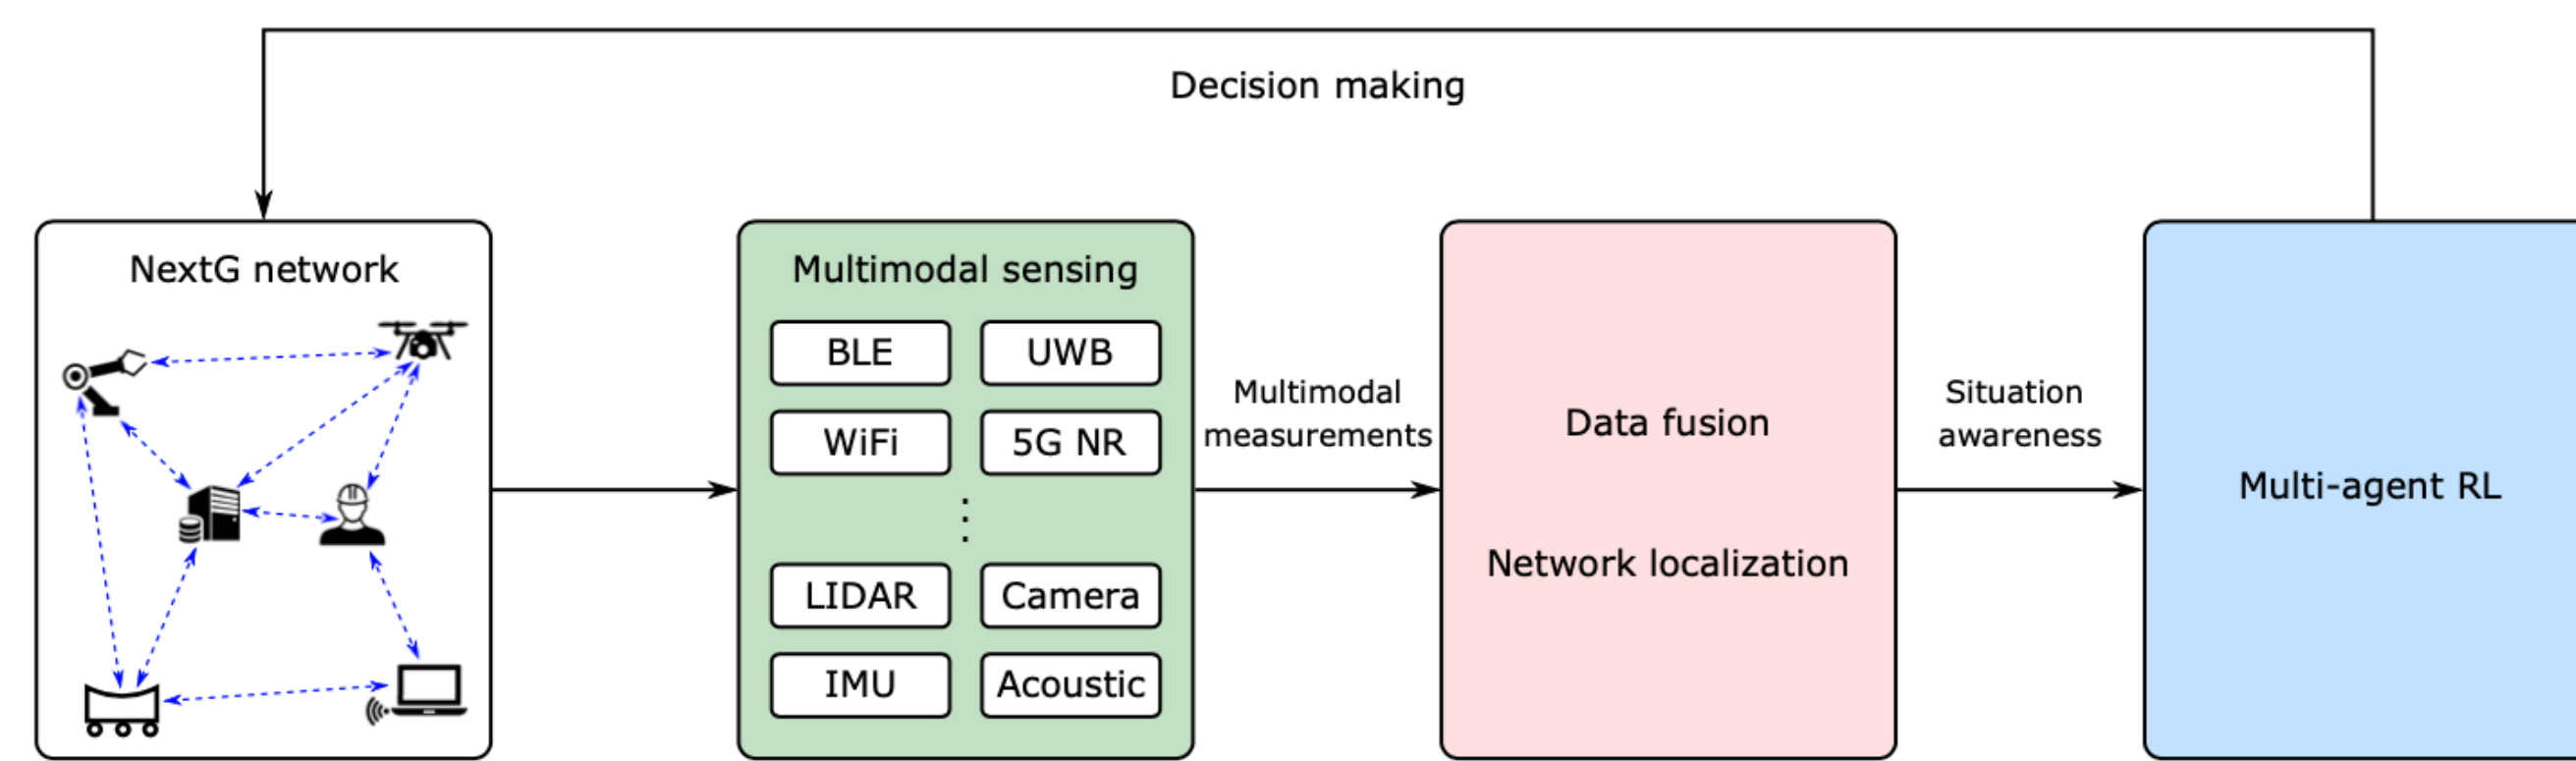 Decision making
NextG network
Multimodal sensing
BLE
UWB
WiFi
5G NR
LIDAR
Camera
IMU
Acoustic
Multimodal
measurements
Data fusion
Network localization
Situation
awareness
Multi-agent RL